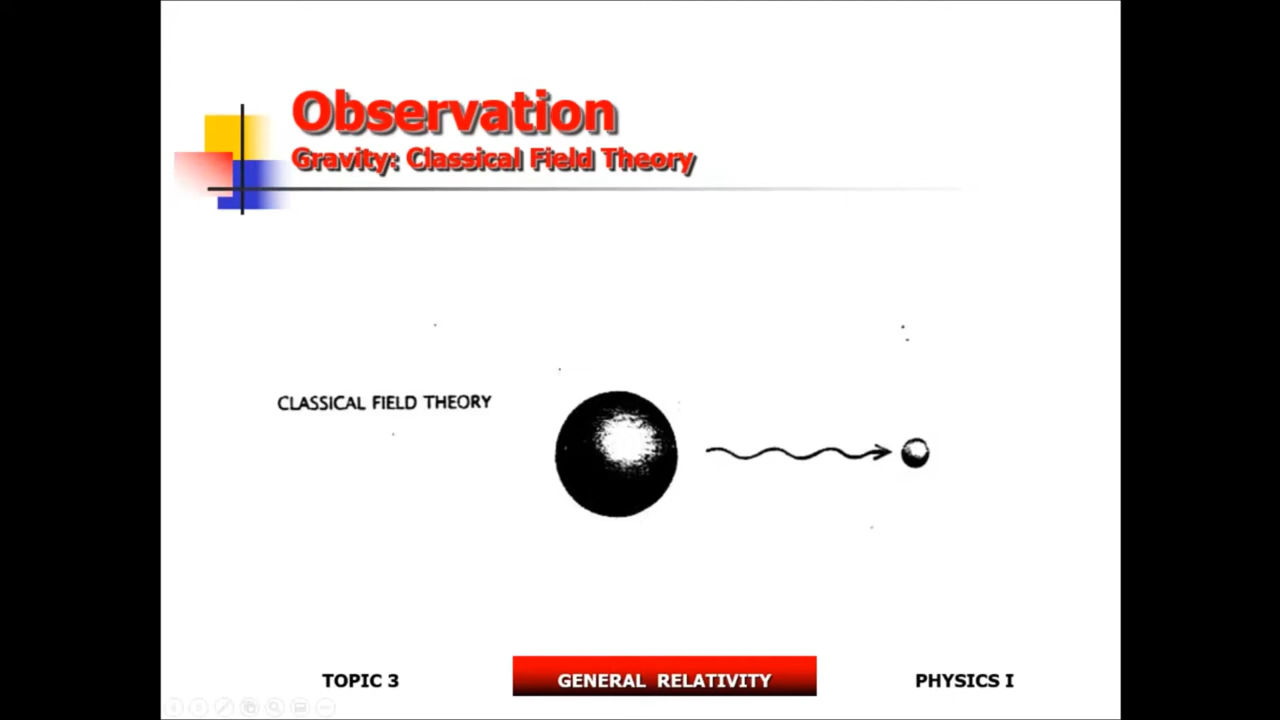 Observation
Gravity: Classical Field Theory
CLASSICAL FIELD THEORY
TOPIC 3
GENERAL RELATIVITY
PHYSICS I